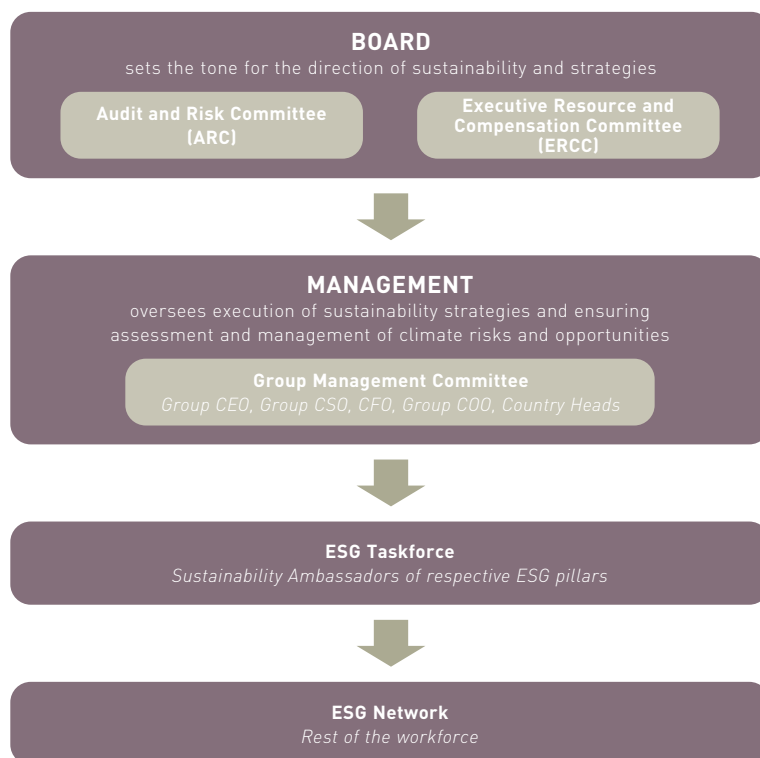 BOARD
sets the tone for the direction of sustainability and strategies
Audit and Risk Committee
(ARC)
Executive Resource and
Compensation Committee
(ERCC)
MANAGEMENT
oversees execution of sustainability strategies and ensuring
assessment and management of climate risks and opportunities
Group Management Committee
Group CEO, Group CSO, CFO, Group COO, Country Heads
ESG Taskforce
Sustainability Ambassadors of respective ESG pillars
ESG Network
Rest of the workforce